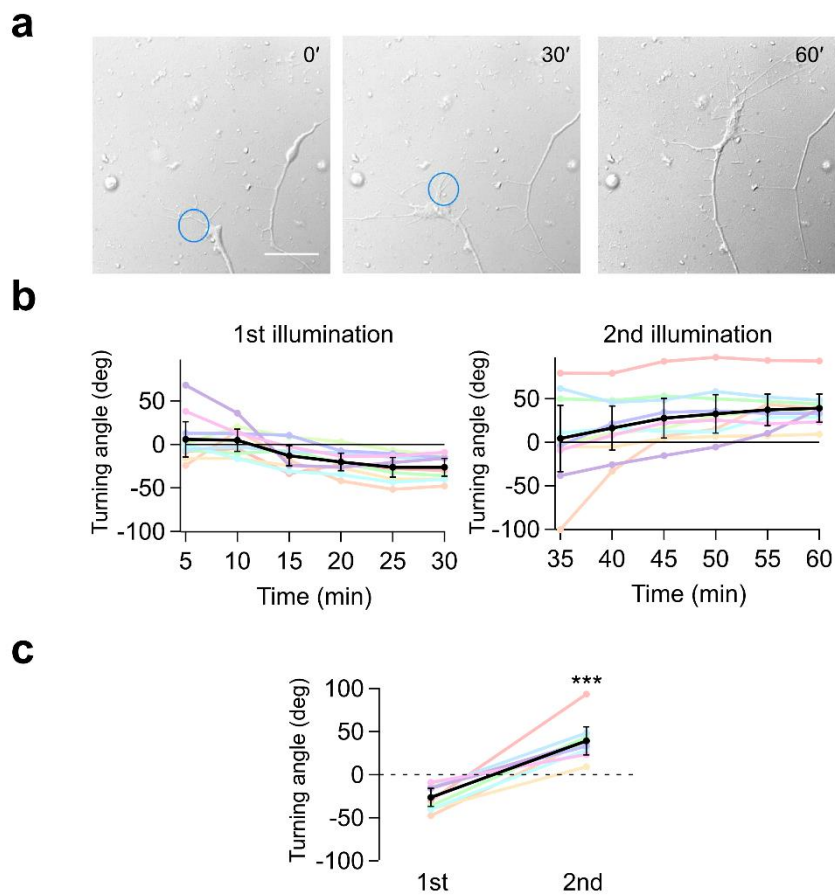 a
0′ 30′ 60′
b
1st illumination 2nd illumination
Turning angle (deg) Turning angle (deg)
50 50
0 0
-50 -50
-100 -100
5 10 15 20 25 30 35 40 45 50 55 60
Time (min) Time (min)
c
Turning angle (deg)
***
100
50
0
-50
-100
1st 2nd